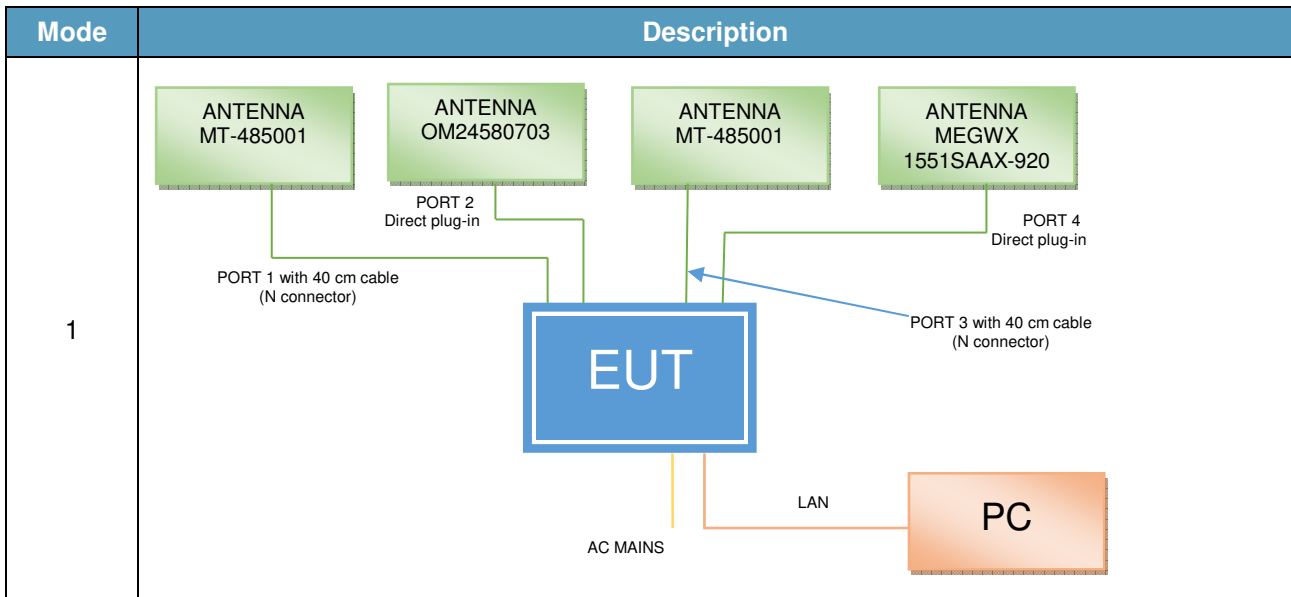 Mode
Description
1
ANTENNA
MT-485001
ANTENNA
OM24580703
ANTENNA
MT-485001
ANTENNA
MEGWX
1551SAAX-920
PORT 2
Direct plug-in
PORT 4
Direct plug-in
PORT 1 with 40 cm cable
(N connector)
PORT 3 with 40 cm cable
(N connector)
EUT
LAN
PC
AC MAINS